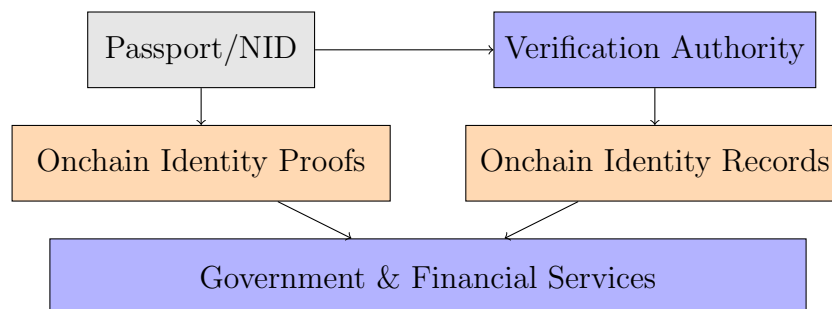 Passport/NID
Verification Authority
Onchain Identity Proofs
Onchain Identity Records
Government & Financial Services